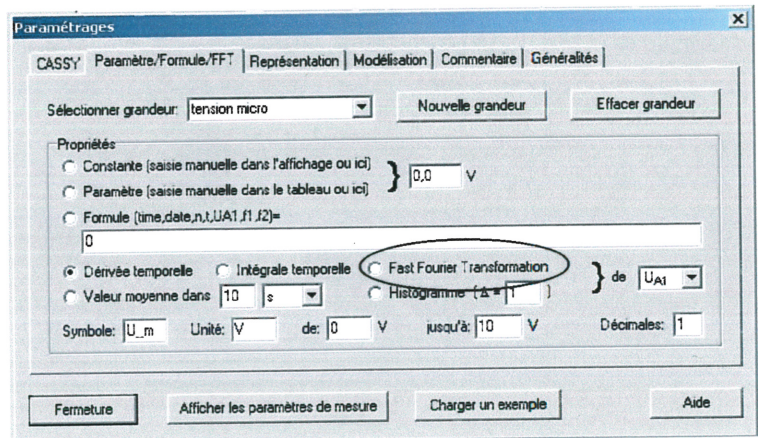 Paramétrages
CASSY Paramètre/Formule/FFT Représentation Modélisation Commentaire Généralités
Sélectionner grandeur: tension micro Nouvelle grandeur Effacer grandeur
Propriétés
Constante (saisie manuelle dans l'affichage ou ici)
Paramètre (saisie manuelle dans le tableau ou ici) } 0,0 V
Formule (time,date,n,t,UA1,f1,f2)=
0
Dérivée temporelle Intégrale temporelle Fast Fourier Transformation
Valeur moyenne dans 10 s Histogramme (Δ = 1 ) } de UA1
Symbole: U_m Unité: V de: 0 V jusqu'à: 10 V Décimales: 1
Fermeture Afficher les paramètres de mesure Charger un exemple Aide